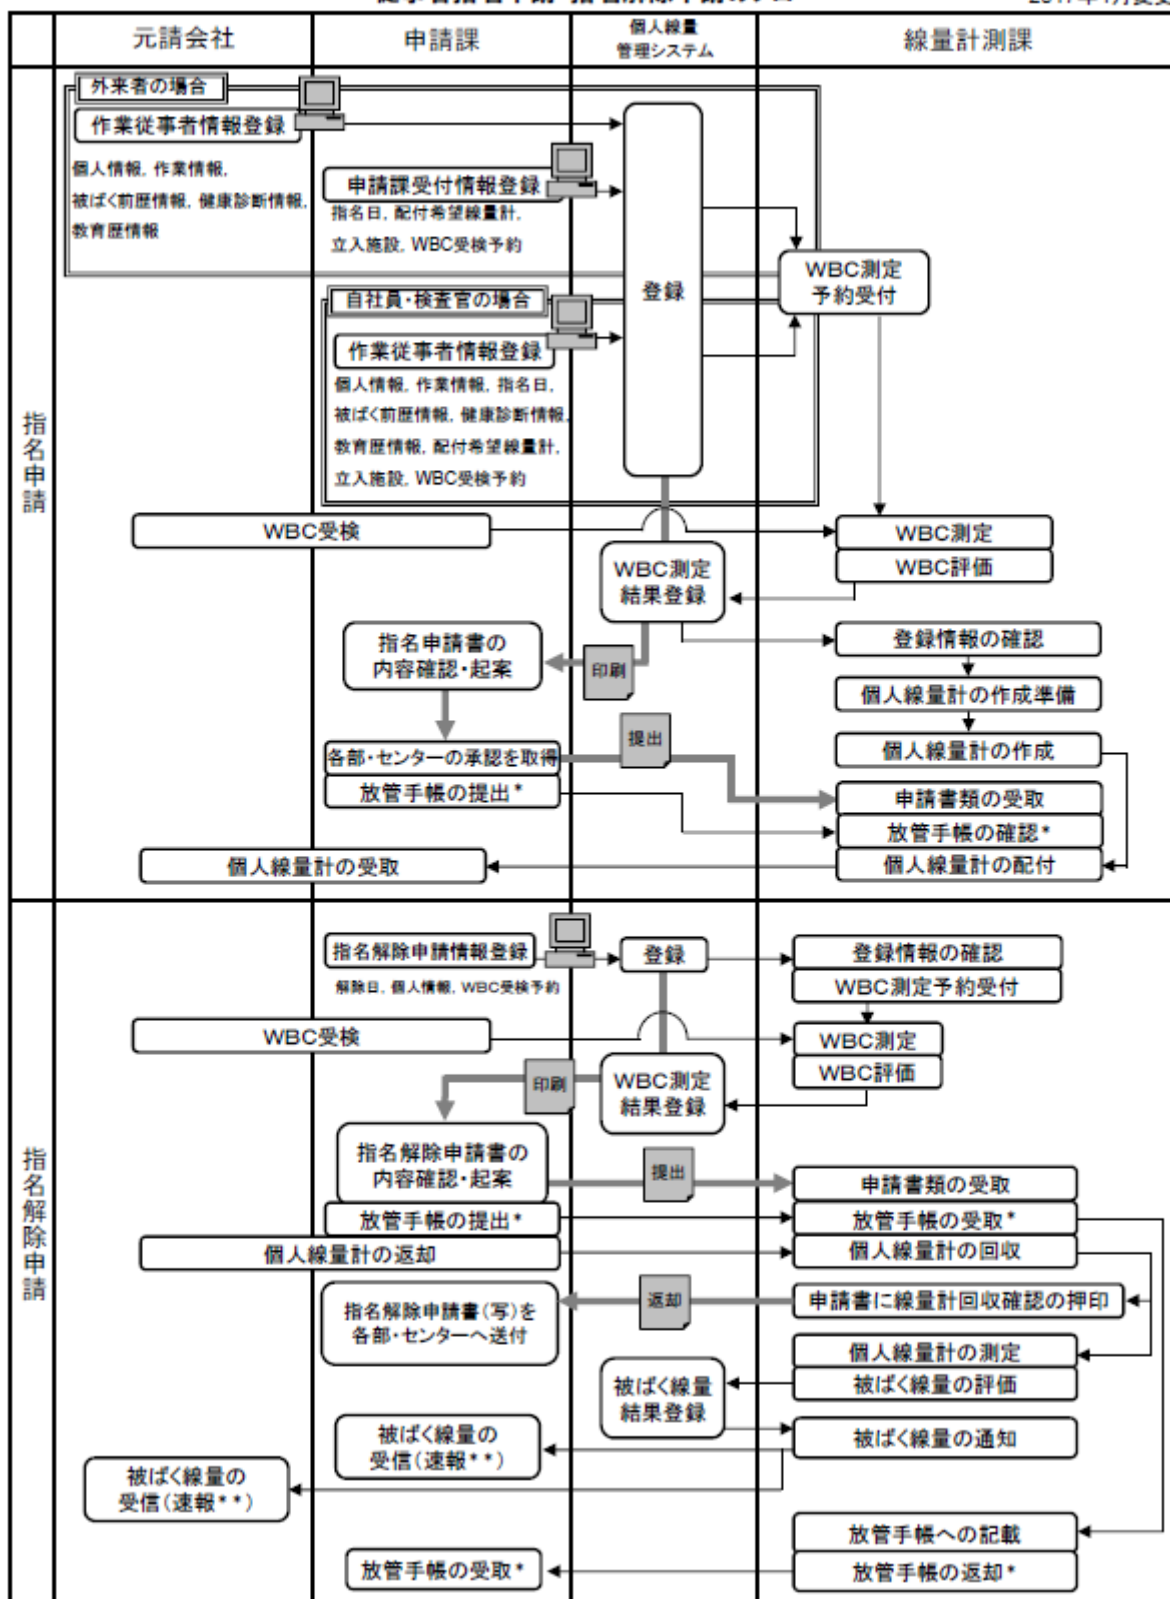 元請会社
申請課
個人線量
管理システム
線量計測課
指名申請
外来者の場合
作業従事者情報登録
個人情報, 作業情報,
被ばく前歴情報, 健康診断情報,
教育歴情報
申請課受付情報登録
指名日, 配付希望線量計,
立入施設, WBC受検予約
登録
WBC測定
予約受付
自社員・検査官の場合
作業従事者情報登録
個人情報, 作業情報, 指名日,
被ばく前歴情報, 健康診断情報,
教育歴情報, 配付希望線量計,
立入施設, WBC受検予約
WBC受検
WBC測定
WBC評価
WBC測定
結果登録
登録情報の確認
指名申請書の
内容確認・起案
印刷
個人線量計の作成準備
個人線量計の作成
各部・センターの承認を取得
提出
放管手帳の提出*
申請書類の受取
放管手帳の確認*
個人線量計の配付
個人線量計の受取
指名解除申請
指名解除申請情報登録
解除日, 個人情報, WBC受検予約
登録
登録情報の確認
WBC測定予約受付
WBC受検
WBC測定
WBC評価
WBC測定
結果登録
印刷
指名解除申請書の
内容確認・起案
提出
申請書類の受取
放管手帳の提出*
放管手帳の受取*
個人線量計の返却
個人線量計の回収
指名解除申請書(写)を
各部・センターへ送付
返却
申請書に線量計回収確認の押印
個人線量計の測定
被ばく線量の評価
被ばく線量
結果登録
被ばく線量の通知
被ばく線量の
受信(速報**)
被ばく線量の
受信(速報**)
放管手帳への記載
放管手帳の返却*
放管手帳の受取*